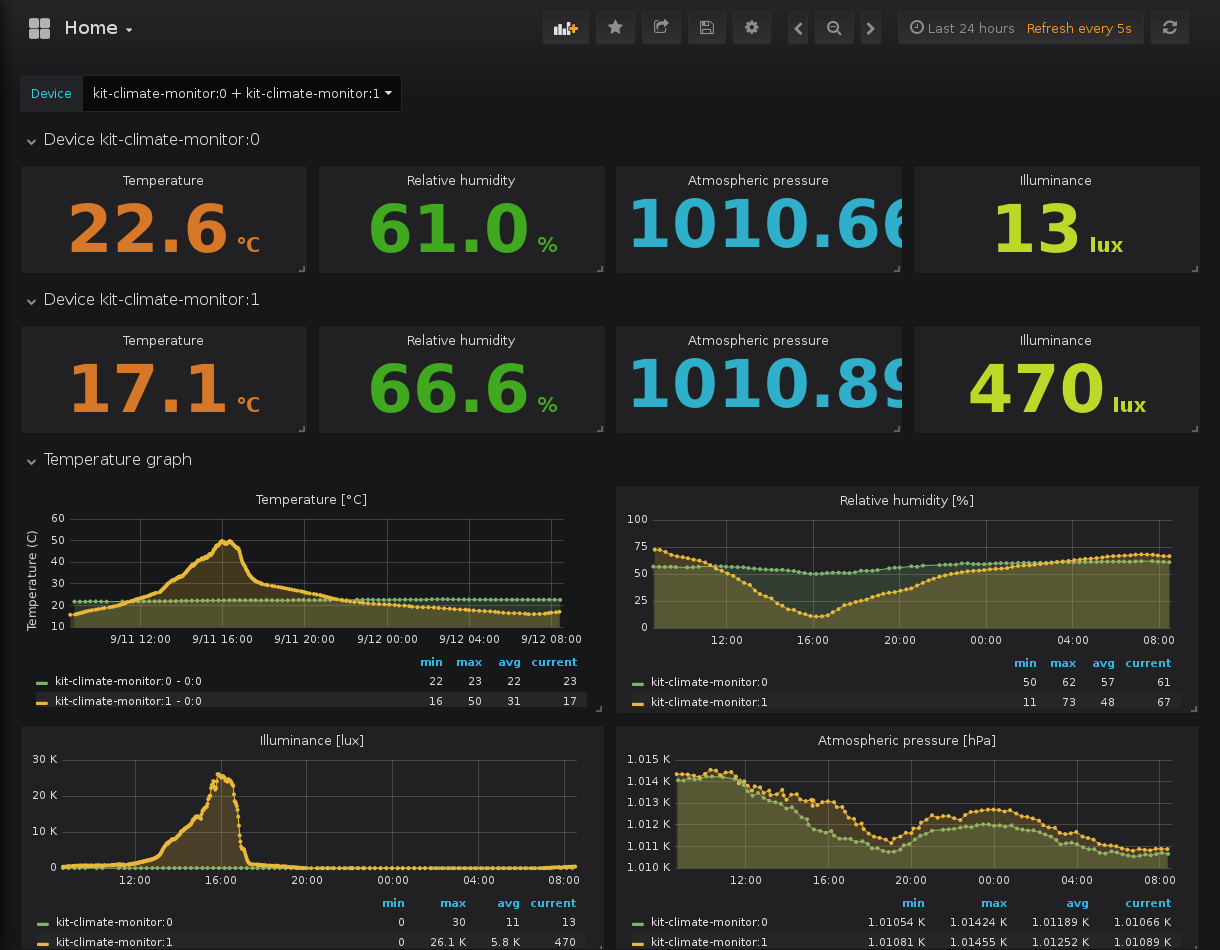 Home
Last 24 hours Refresh every 5s
Device kit-climate-monitor:0 + kit-climate-monitor:1
Device kit-climate-monitor:0
Temperature Relative humidity Atmospheric pressure Illuminance
22.6 °C 61.0 % 1010.66 13 lux
Device kit-climate-monitor:1
Temperature Relative humidity Atmospheric pressure Illuminance
17.1 °C 66.6 % 1010.89 470 lux
Temperature graph
Temperature [°C]
Temperature (C)
60
50
40
30
20
10
9/11 12:00 9/11 16:00 9/11 20:00 9/12 00:00 9/12 04:00 9/12 08:00
min max avg current
kit-climate-monitor:0 - 0:0 22 23 22 23
kit-climate-monitor:1 - 0:0 16 50 31 17
Relative humidity [%]
100
75
50
25
0
12:00 16:00 20:00 00:00 04:00 08:00
min max avg current
kit-climate-monitor:0 50 62 57 61
kit-climate-monitor:1 11 73 48 67
Illuminance [lux]
30 K
20 K
10 K
0
12:00 16:00 20:00 00:00 04:00 08:00
min max avg current
kit-climate-monitor:0 0 30 11 13
kit-climate-monitor:1 0 26.1 K 5.8 K 470
Atmospheric pressure [hPa]
1.015 K
1.014 K
1.013 K
1.012 K
1.011 K
1.010 K
12:00 16:00 20:00 00:00 04:00 08:00
min max avg current
kit-climate-monitor:0 1.01054 K 1.01424 K 1.01189 K 1.01066 K
kit-climate-monitor:1 1.01081 K 1.01455 K 1.01252 K 1.01089 K